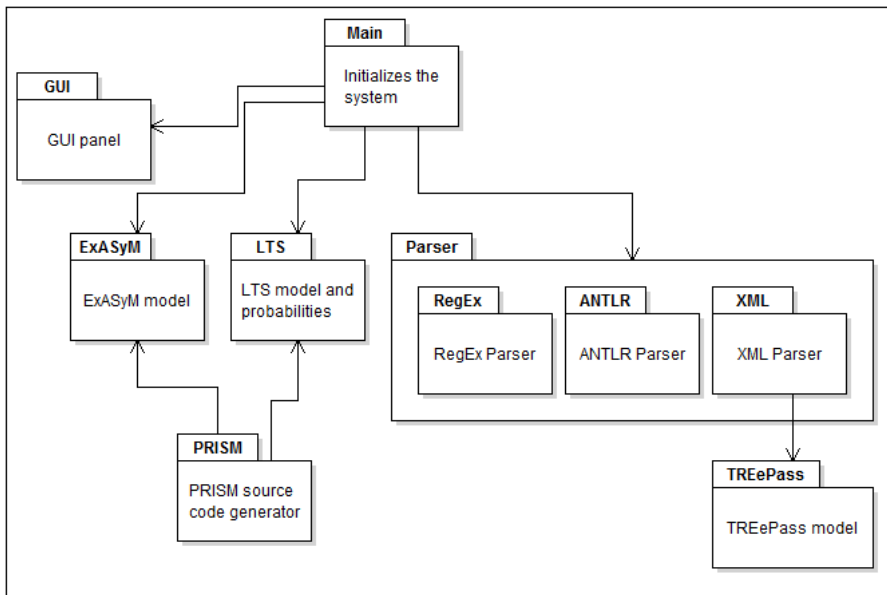 Main
Initializes the
system
GUI
GUI panel
ExASyM
ExASyM model
LTS
LTS model and
probabilities
Parser
RegEx
RegEx Parser
ANTLR
ANTLR Parser
XML
XML Parser
PRISM
PRISM source
code generator
TREePass
TREePass model